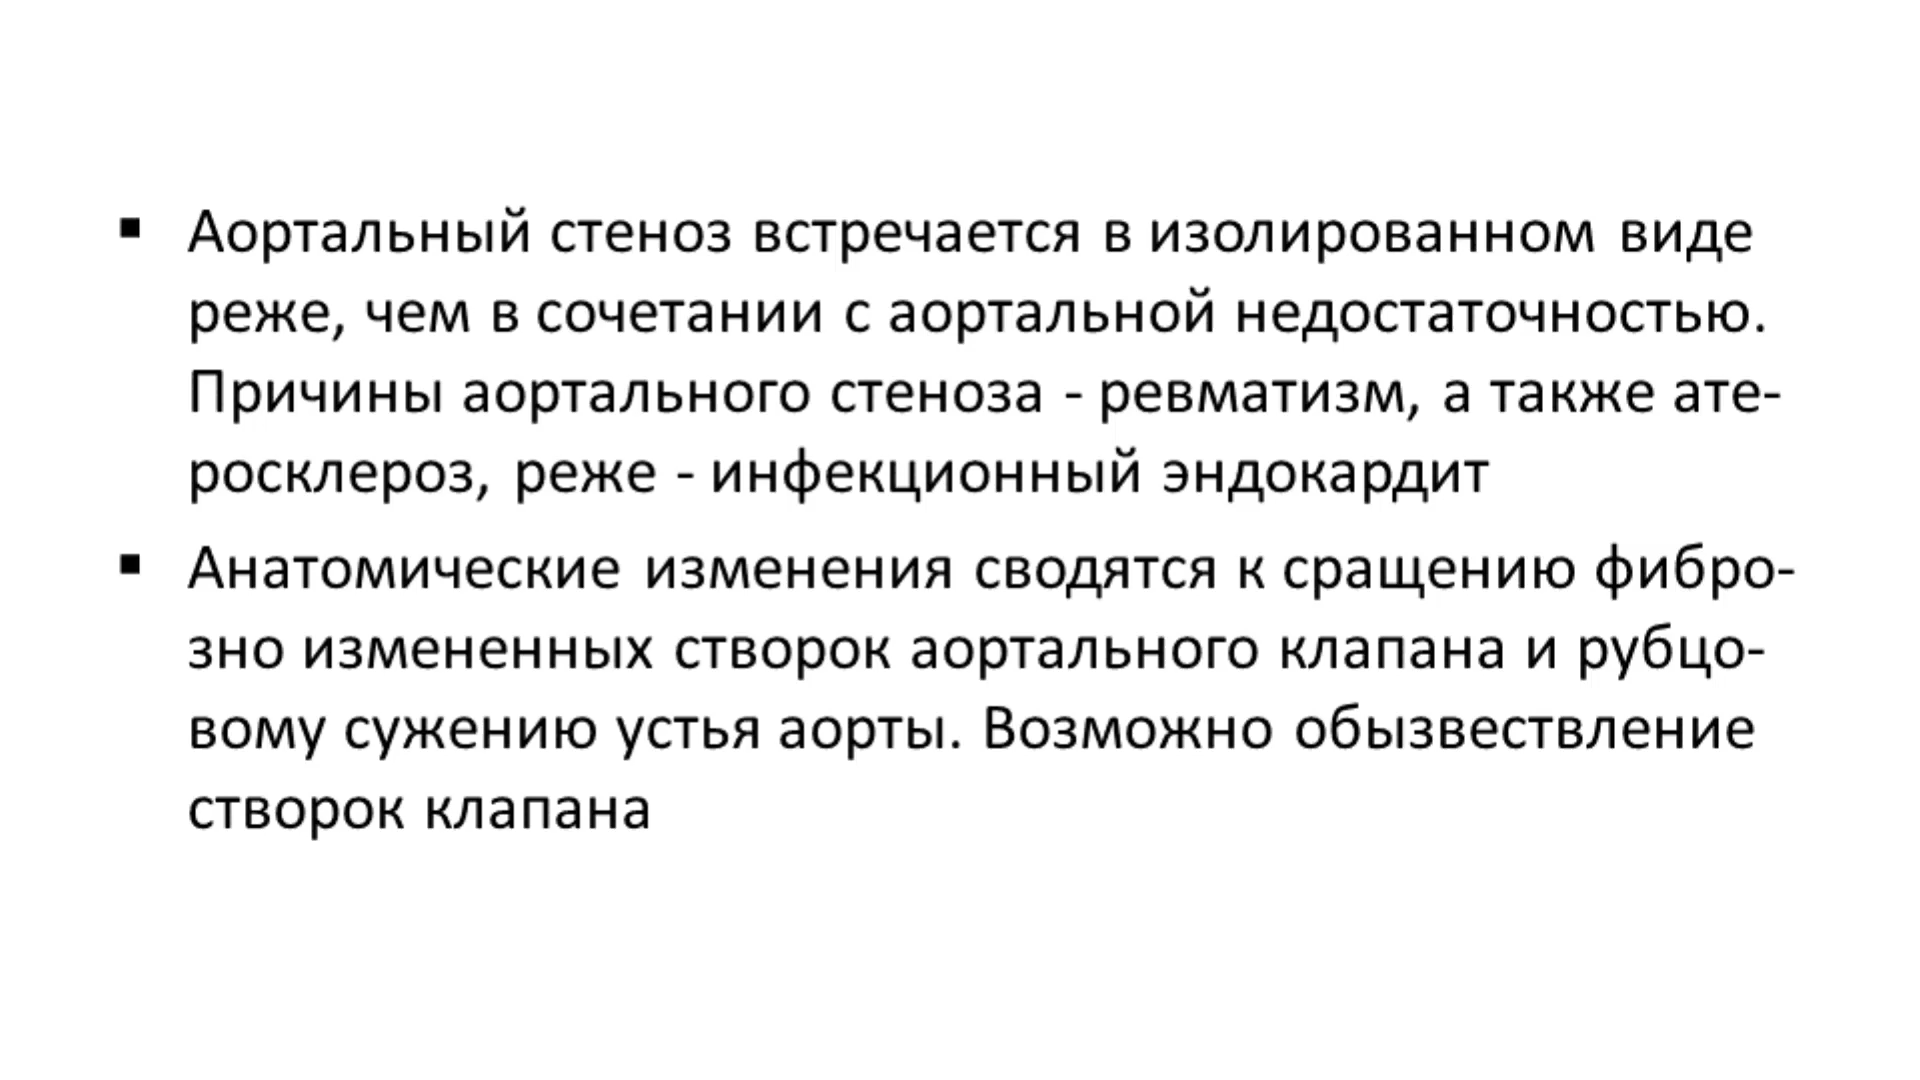 ▪ Аортальный стеноз встречается в изолированном виде
реже, чем в сочетании с аортальной недостаточностью.
Причины аортального стеноза - ревматизм, а также ате-
росклероз, реже - инфекционный эндокардит
▪ Анатомические изменения сводятся к сращению фибро-
зно измененных створок аортального клапана и рубцо-
вому сужению устья аорты. Возможно обызвествление
створок клапана